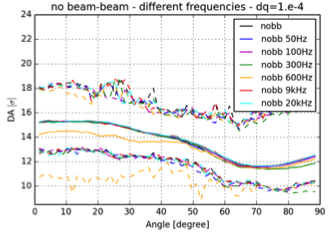 no beam-beam - different frequencies - dq=1.e-4
24
22
20
18
16
14
12
10
DA [σ]
nobb
nobb 50Hz
nobb 100Hz
nobb 300Hz
nobb 600Hz
nobb 9kHz
nobb 20kHz
0 10 20 30 40 50 60 70 80 90
Angle [degree]